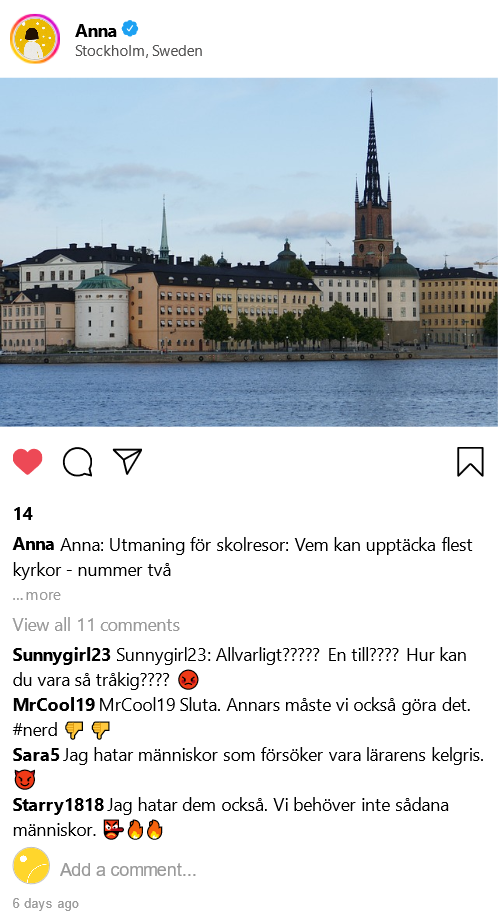 Anna
Stockholm, Sweden
14
Anna Anna: Utmaning för skolresor: Vem kan upptäcka flest
kyrkor - nummer två
... more
View all 11 comments
Sunnygirl23 Sunnygirl23: Allvarligt????? En till???? Hur kan
du vara så tråkig???? 😡
MrCool19 MrCool19 Sluta. Annars måste vi också göra det.
#nerd 👎 👎
Sara5 Jag hatar människor som försöker vara lärarens kelgris.
😈
Starry1818 Jag hatar dem också. Vi behöver inte sådana
människor. 👺🔥🔥
Add a comment...
6 days ago